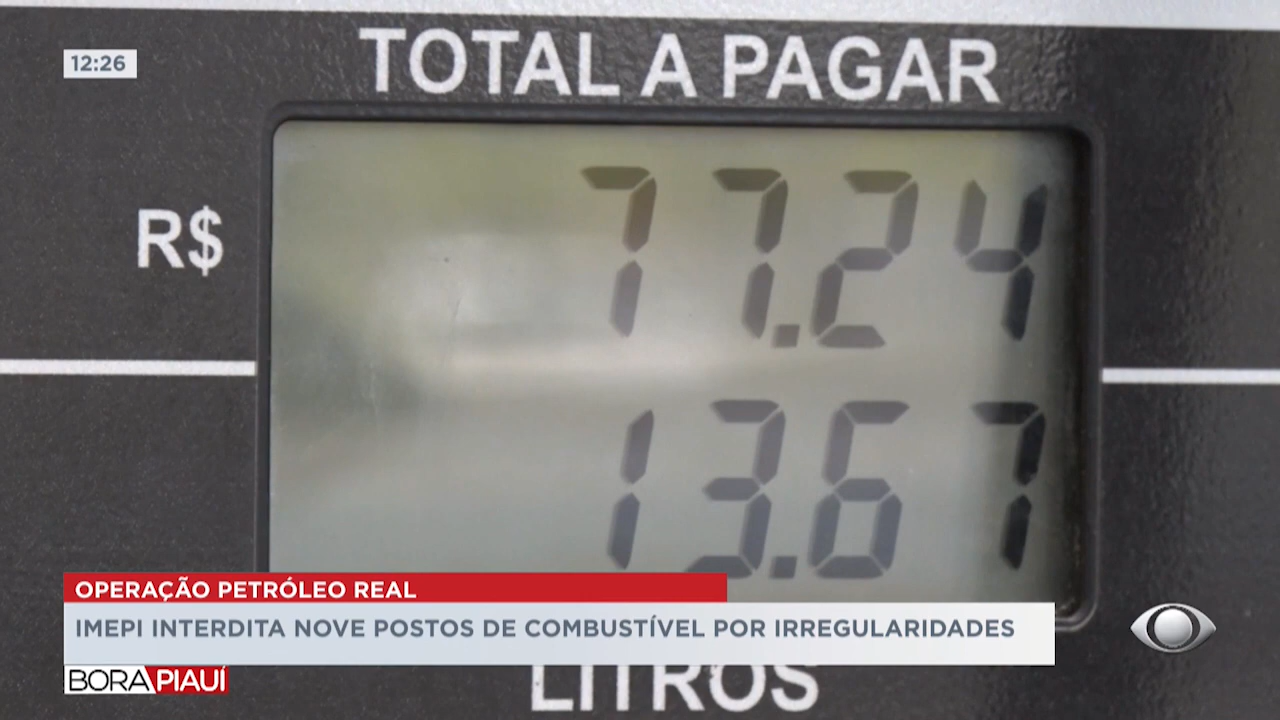 12:26
TOTAL A PAGAR
R$
77.24
13.67
OPERAÇÃO PETRÓLEO REAL
IMEPI INTERDITA NOVE POSTOS DE COMBUSTÍVEL POR IRREGULARIDADES
BORA PIAUÍ
LITROS